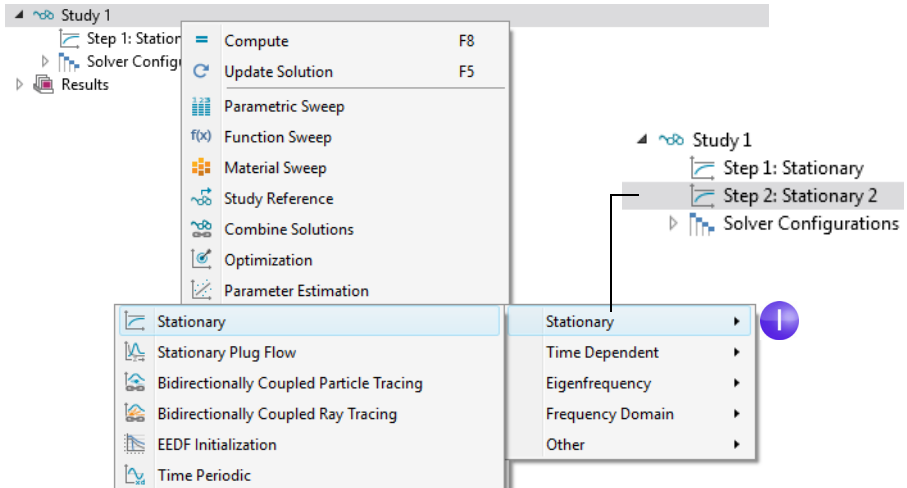 Study 1
Step 1: Station
Solver Config
Results
Compute F8
Update Solution F5
Parametric Sweep
f(x) Function Sweep
Material Sweep
Study Reference
Combine Solutions
Optimization
Parameter Estimation
Stationary
Stationary Plug Flow
Bidirectionally Coupled Particle Tracing
Bidirectionally Coupled Ray Tracing
EEDF Initialization
Time Periodic
Stationary
Time Dependent
Eigenfrequency
Frequency Domain
Other
Study 1
Step 1: Stationary
Step 2: Stationary 2
Solver Configurations